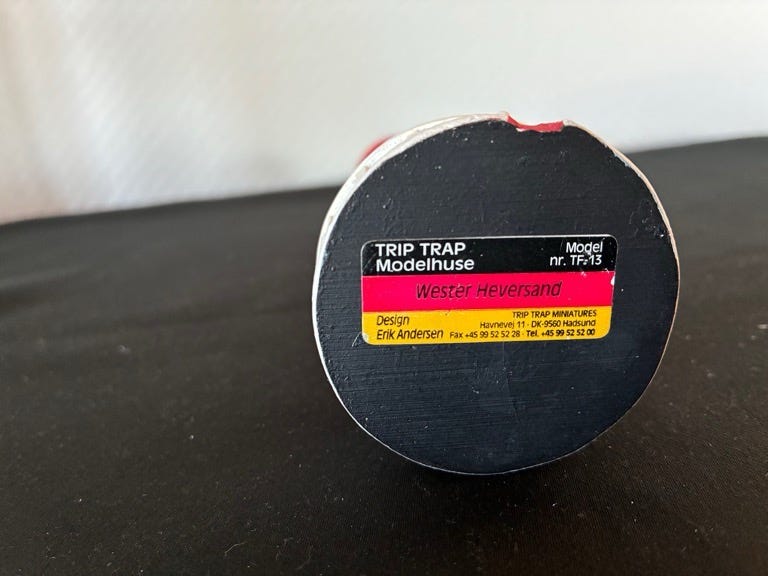 TRIP TRAP
Modelhuse
Model
nr. TF-13
Wester Heversand
Design
Erik Andersen
TRIP TRAP MINIATURES
Havnevej 11 · DK-9560 Hadsund
Fax +45 99 52 52 28 · Tel. +45 99 52 52 00